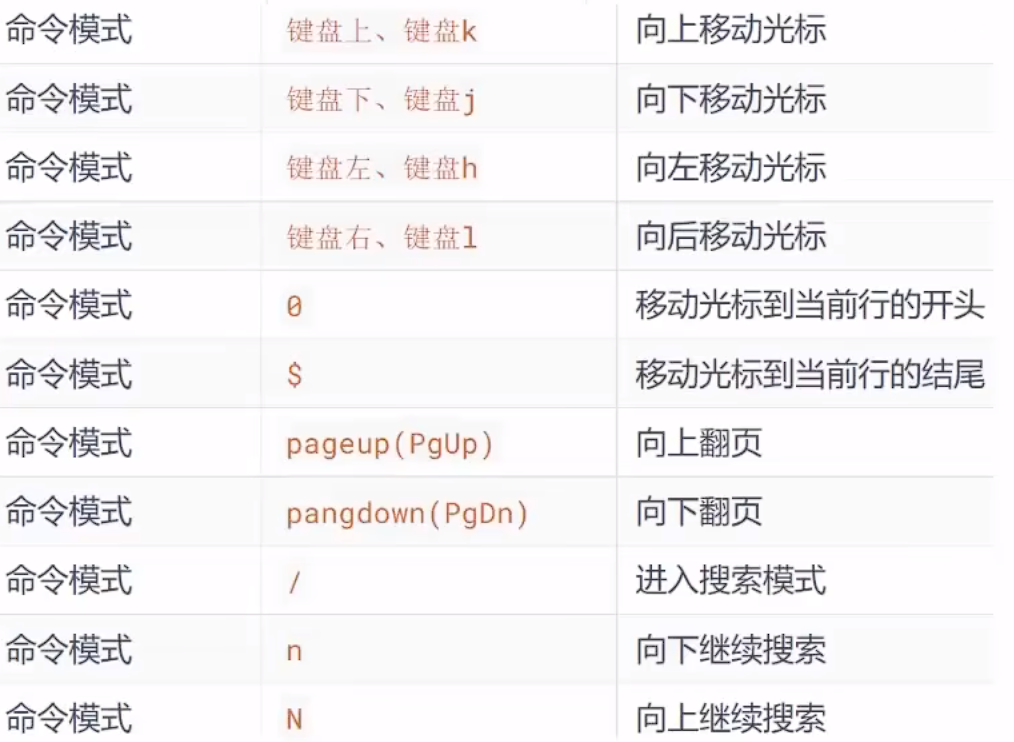 命令模式 键盘上、键盘k 向上移动光标
命令模式 键盘下、键盘j 向下移动光标
命令模式 键盘左、键盘h 向左移动光标
命令模式 键盘右、键盘l 向后移动光标
命令模式 0 移动光标到当前行的开头
命令模式 $ 移动光标到当前行的结尾
命令模式 pageup(PgUp) 向上翻页
命令模式 pangdown(PgDn) 向下翻页
命令模式 / 进入搜索模式
命令模式 n 向下继续搜索
命令模式 N 向上继续搜索